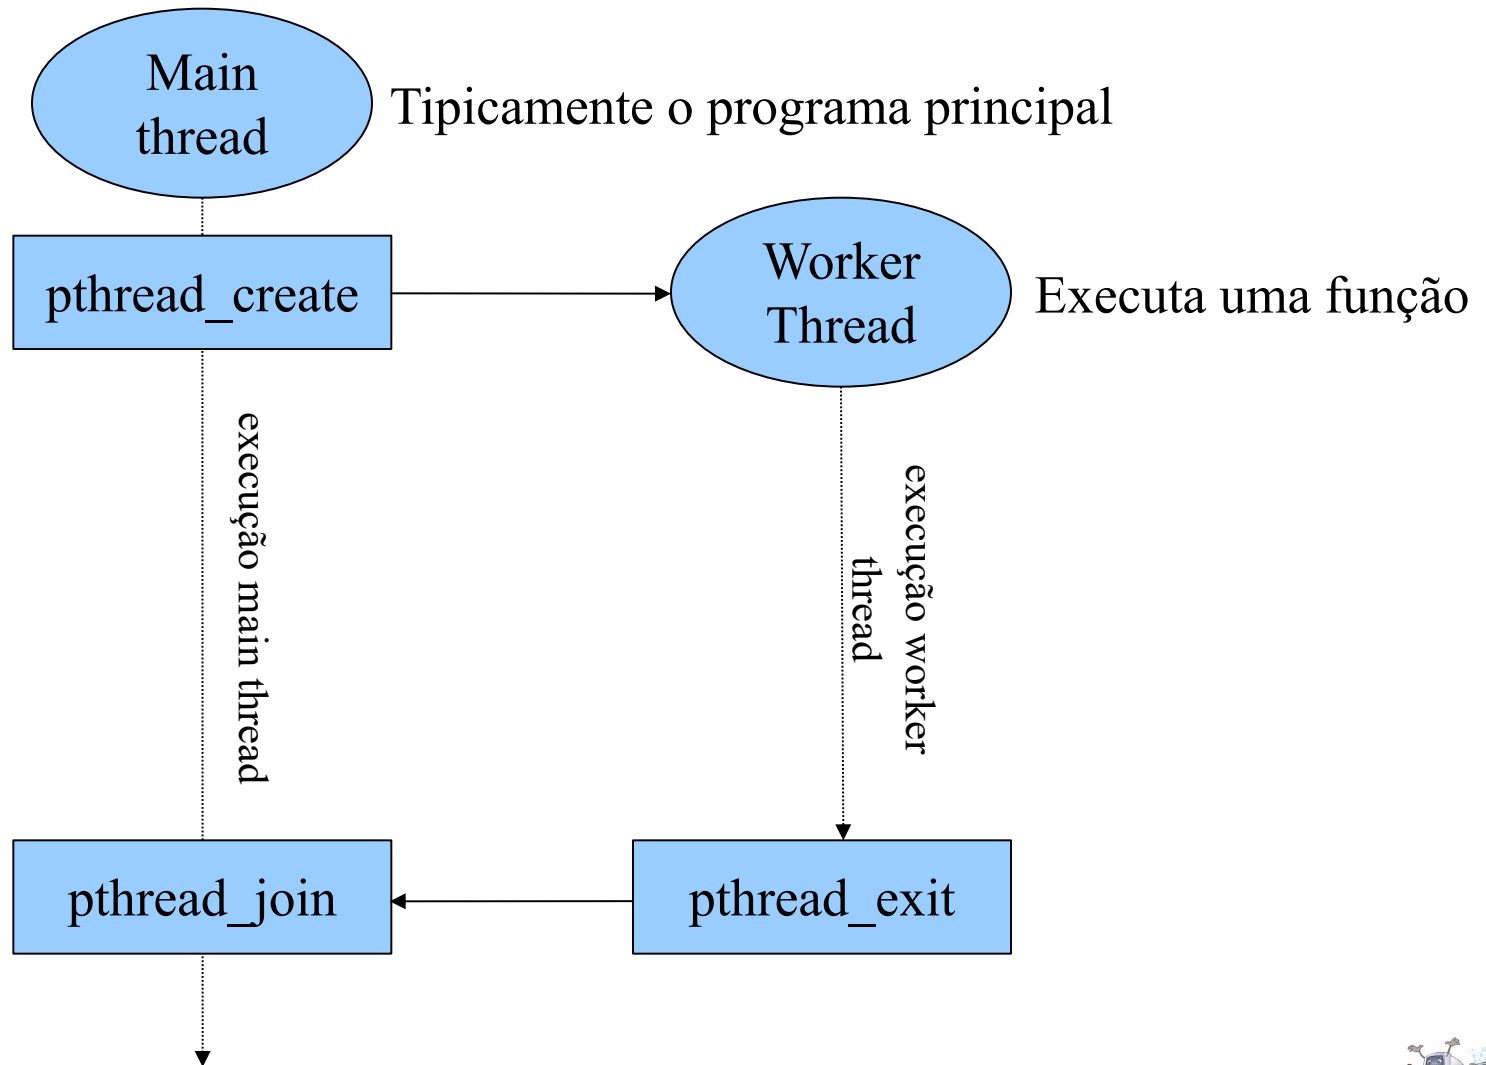 Main
thread
Tipicamente o programa principal
pthread_create
Worker
Thread
Executa uma função
execução main thread
execução worker
thread
pthread_join
pthread_exit